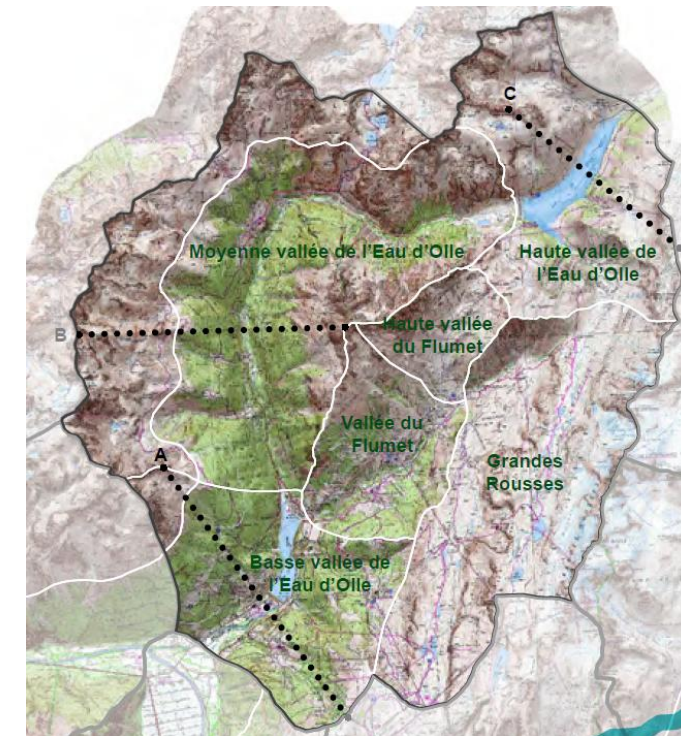 C
Moyenne vallée de l'Eau d'Olle
Haute vallée de
l'Eau d'Olle
B
Haute vallée
du Flumet
Vallée du
Flumet
A
Grandes
Rousses
Basse vallée de
l'Eau d'Olle